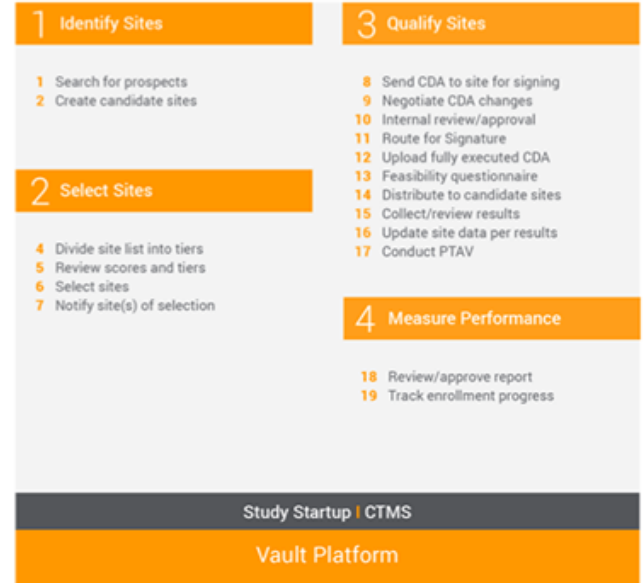 1 Identify Sites
1 Search for prospects
2 Create candidate sites
2 Select Sites
4 Divide site list into tiers
5 Review scores and tiers
6 Select sites
7 Notify site(s) of selection
3 Qualify Sites
8 Send CDA to site for signing
9 Negotiate CDA changes
10 Internal review/approval
11 Route for Signature
12 Upload fully executed CDA
13 Feasibility questionnaire
14 Distribute to candidate sites
15 Collect/review results
16 Update site data per results
17 Conduct PTAV
4 Measure Performance
18 Review/approve report
19 Track enrollment progress
Study Startup | CTMS
Vault Platform